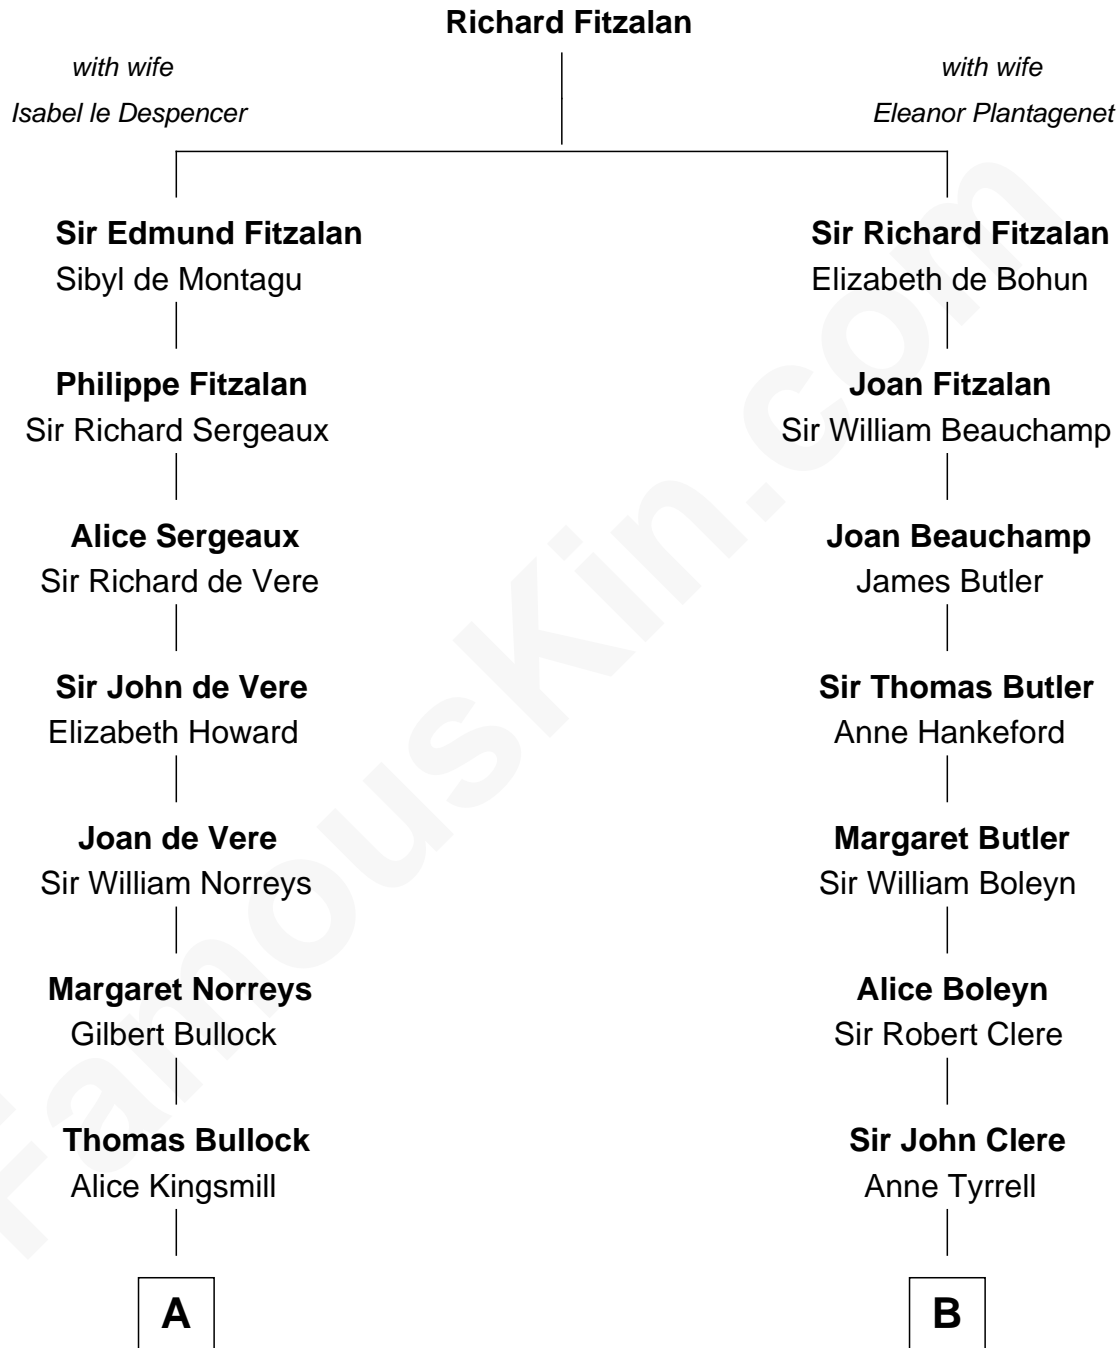 Richard Fitzalan
with wife
Isabel le Despencer
with wife
Eleanor Plantagenet
Sir Edmund Fitzalan
Sibyl de Montagu
Sir Richard Fitzalan
Elizabeth de Bohun
Philippe Fitzalan
Sir Richard Sergeaux
Joan Fitzalan
Sir William Beauchamp
Alice Sergeaux
Sir Richard de Vere
Joan Beauchamp
James Butler
Sir John de Vere
Elizabeth Howard
Sir Thomas Butler
Anne Hankeford
Joan de Vere
Sir William Norreys
Margaret Butler
Sir William Boleyn
Margaret Norreys
Gilbert Bullock
Alice Boleyn
Sir Robert Clere
Thomas Bullock
Alice Kingsmill
Sir John Clere
Anne Tyrrell
A
B
FamousKin.com